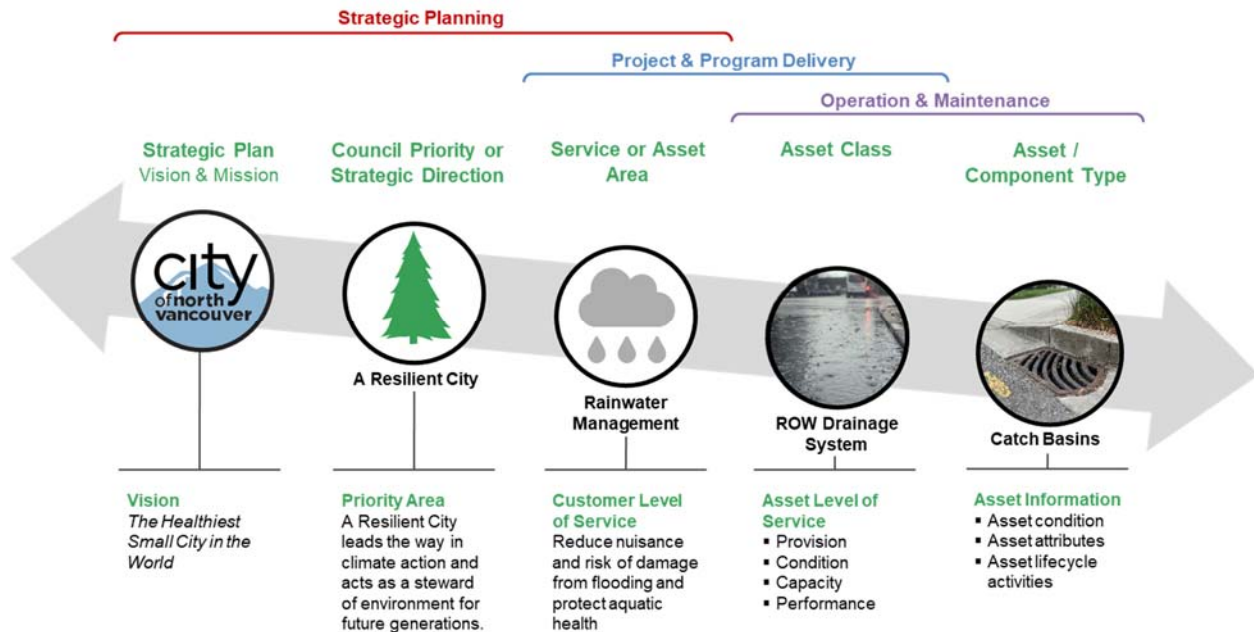 Strategic Planning
Project & Program Delivery
Operation & Maintenance
Strategic Plan
Vision & Mission
Council Priority or
Strategic Direction
Service or Asset
Area
Asset Class
Asset /
Component Type
city
of north
vancouver
A Resilient City
Rainwater
Management
ROW Drainage
System
Catch Basins
Vision
The Healthiest
Small City in the
World
Priority Area
A Resilient City
leads the way in
climate action and
acts as a steward
of environment for
future generations.
Customer Level
of Service
Reduce nuisance
and risk of damage
from flooding and
protect aquatic
health
Asset Level of
Service
▪ Provision
▪ Condition
▪ Capacity
▪ Performance
Asset Information
▪ Asset condition
▪ Asset attributes
▪ Asset lifecycle
activities